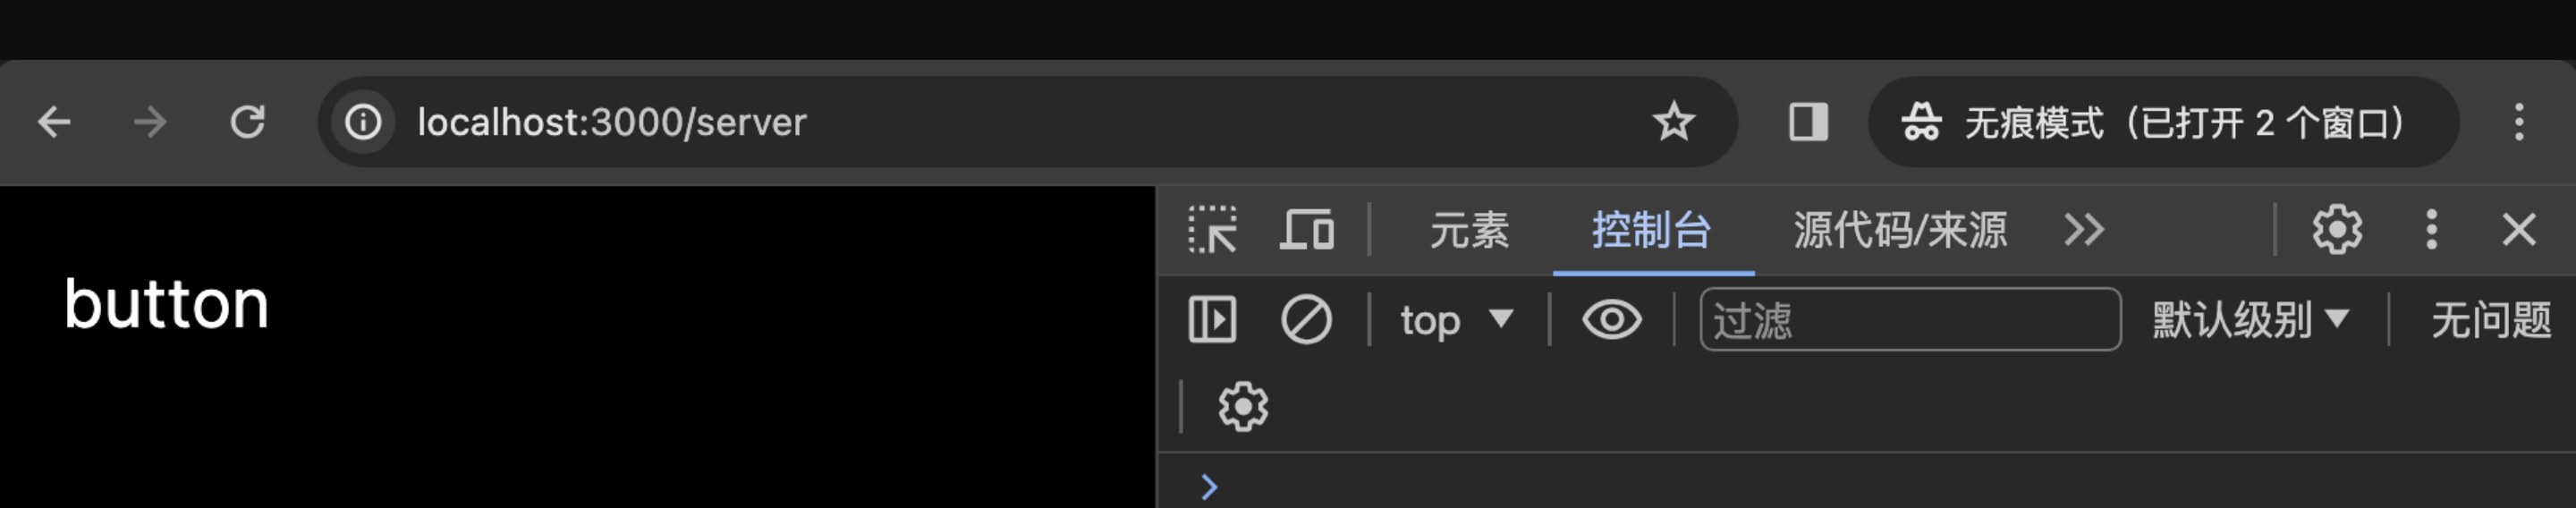 localhost:3000/server
无痕模式（已打开 2 个窗口）
button
元素 控制台 源代码/来源
top 过滤 默认级别 无问题